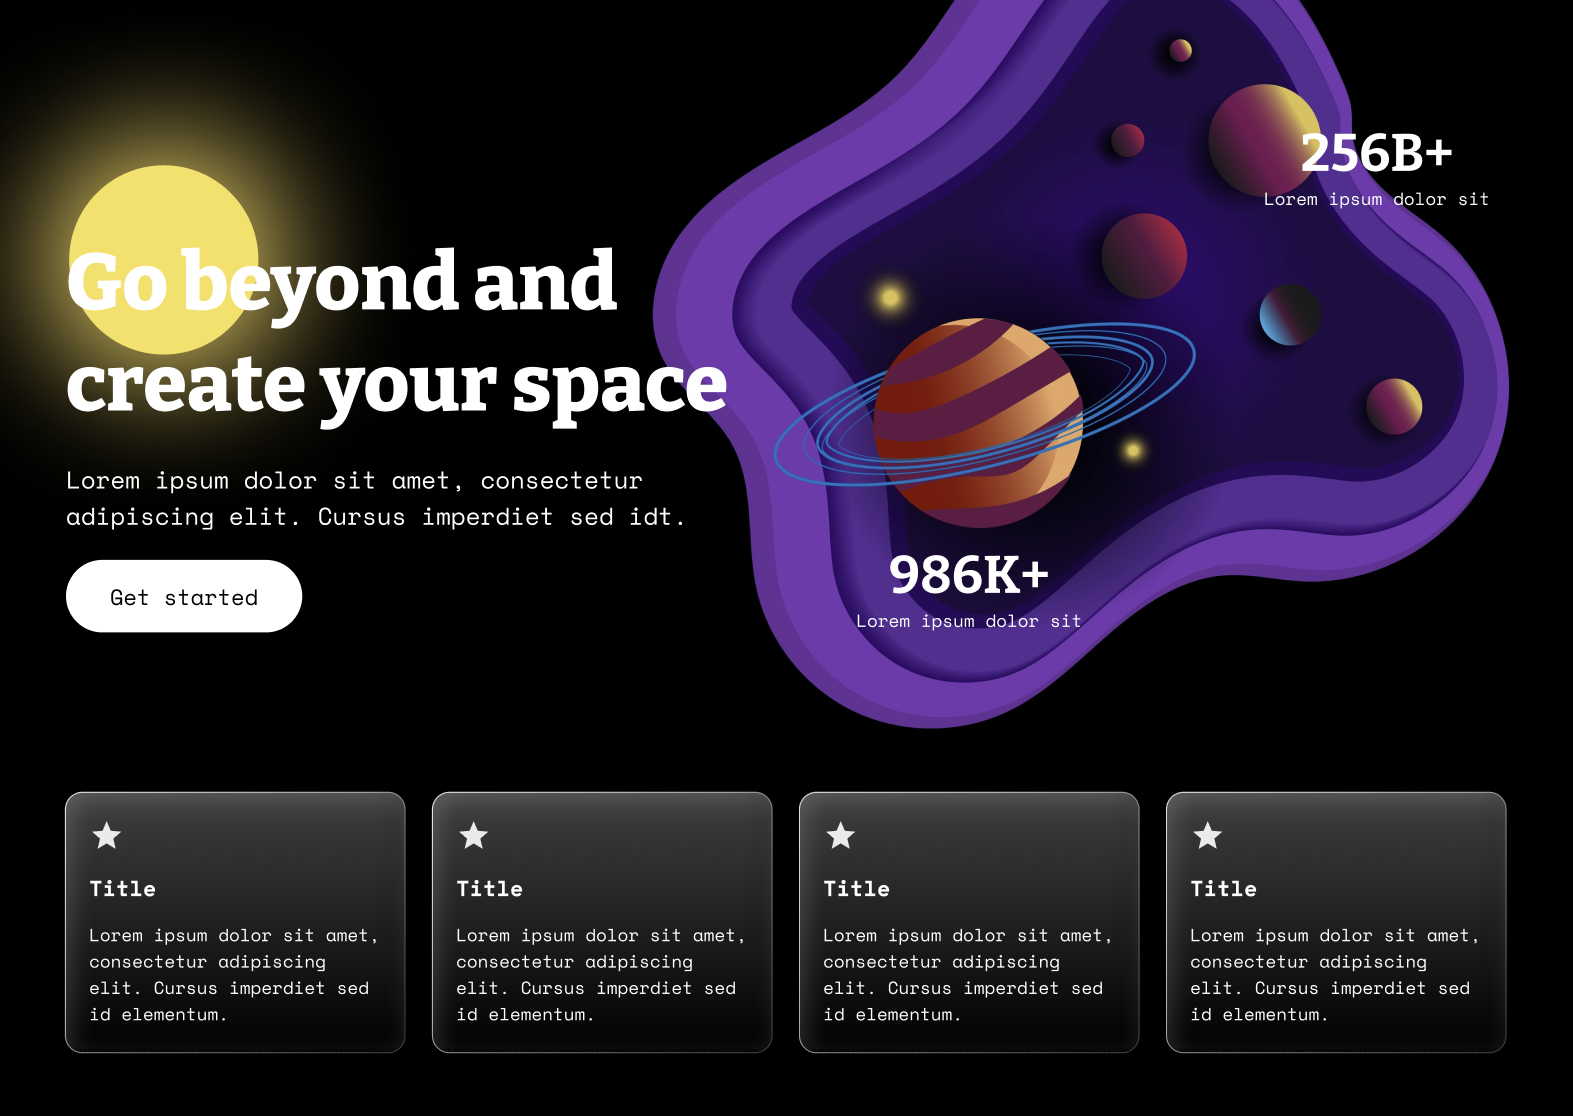 Go beyond and
create your space
Lorem ipsum dolor sit amet, consectetur
adipiscing elit. Cursus imperdiet sed idt.
Get started
256B+
Lorem ipsum dolor sit
986K+
Lorem ipsum dolor sit
Title
Lorem ipsum dolor sit amet,
consectetur adipiscing
elit. Cursus imperdiet sed
id elementum.
Title
Lorem ipsum dolor sit amet,
consectetur adipiscing
elit. Cursus imperdiet sed
id elementum.
Title
Lorem ipsum dolor sit amet,
consectetur adipiscing
elit. Cursus imperdiet sed
id elementum.
Title
Lorem ipsum dolor sit amet,
consectetur adipiscing
elit. Cursus imperdiet sed
id elementum.